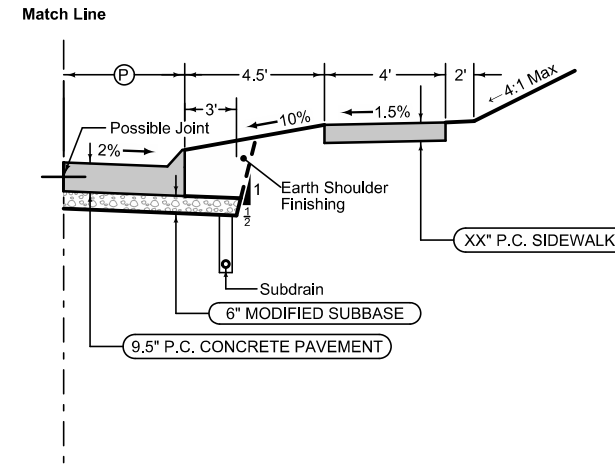 Match Line
P
4.5'
4'
2'
4:1 Max
3'
10%
1.5%
Possible Joint
2%
Earth Shoulder
Finishing
1
1/2
XX" P.C. SIDEWALK
Subdrain
6" MODIFIED SUBBASE
9.5" P.C. CONCRETE PAVEMENT